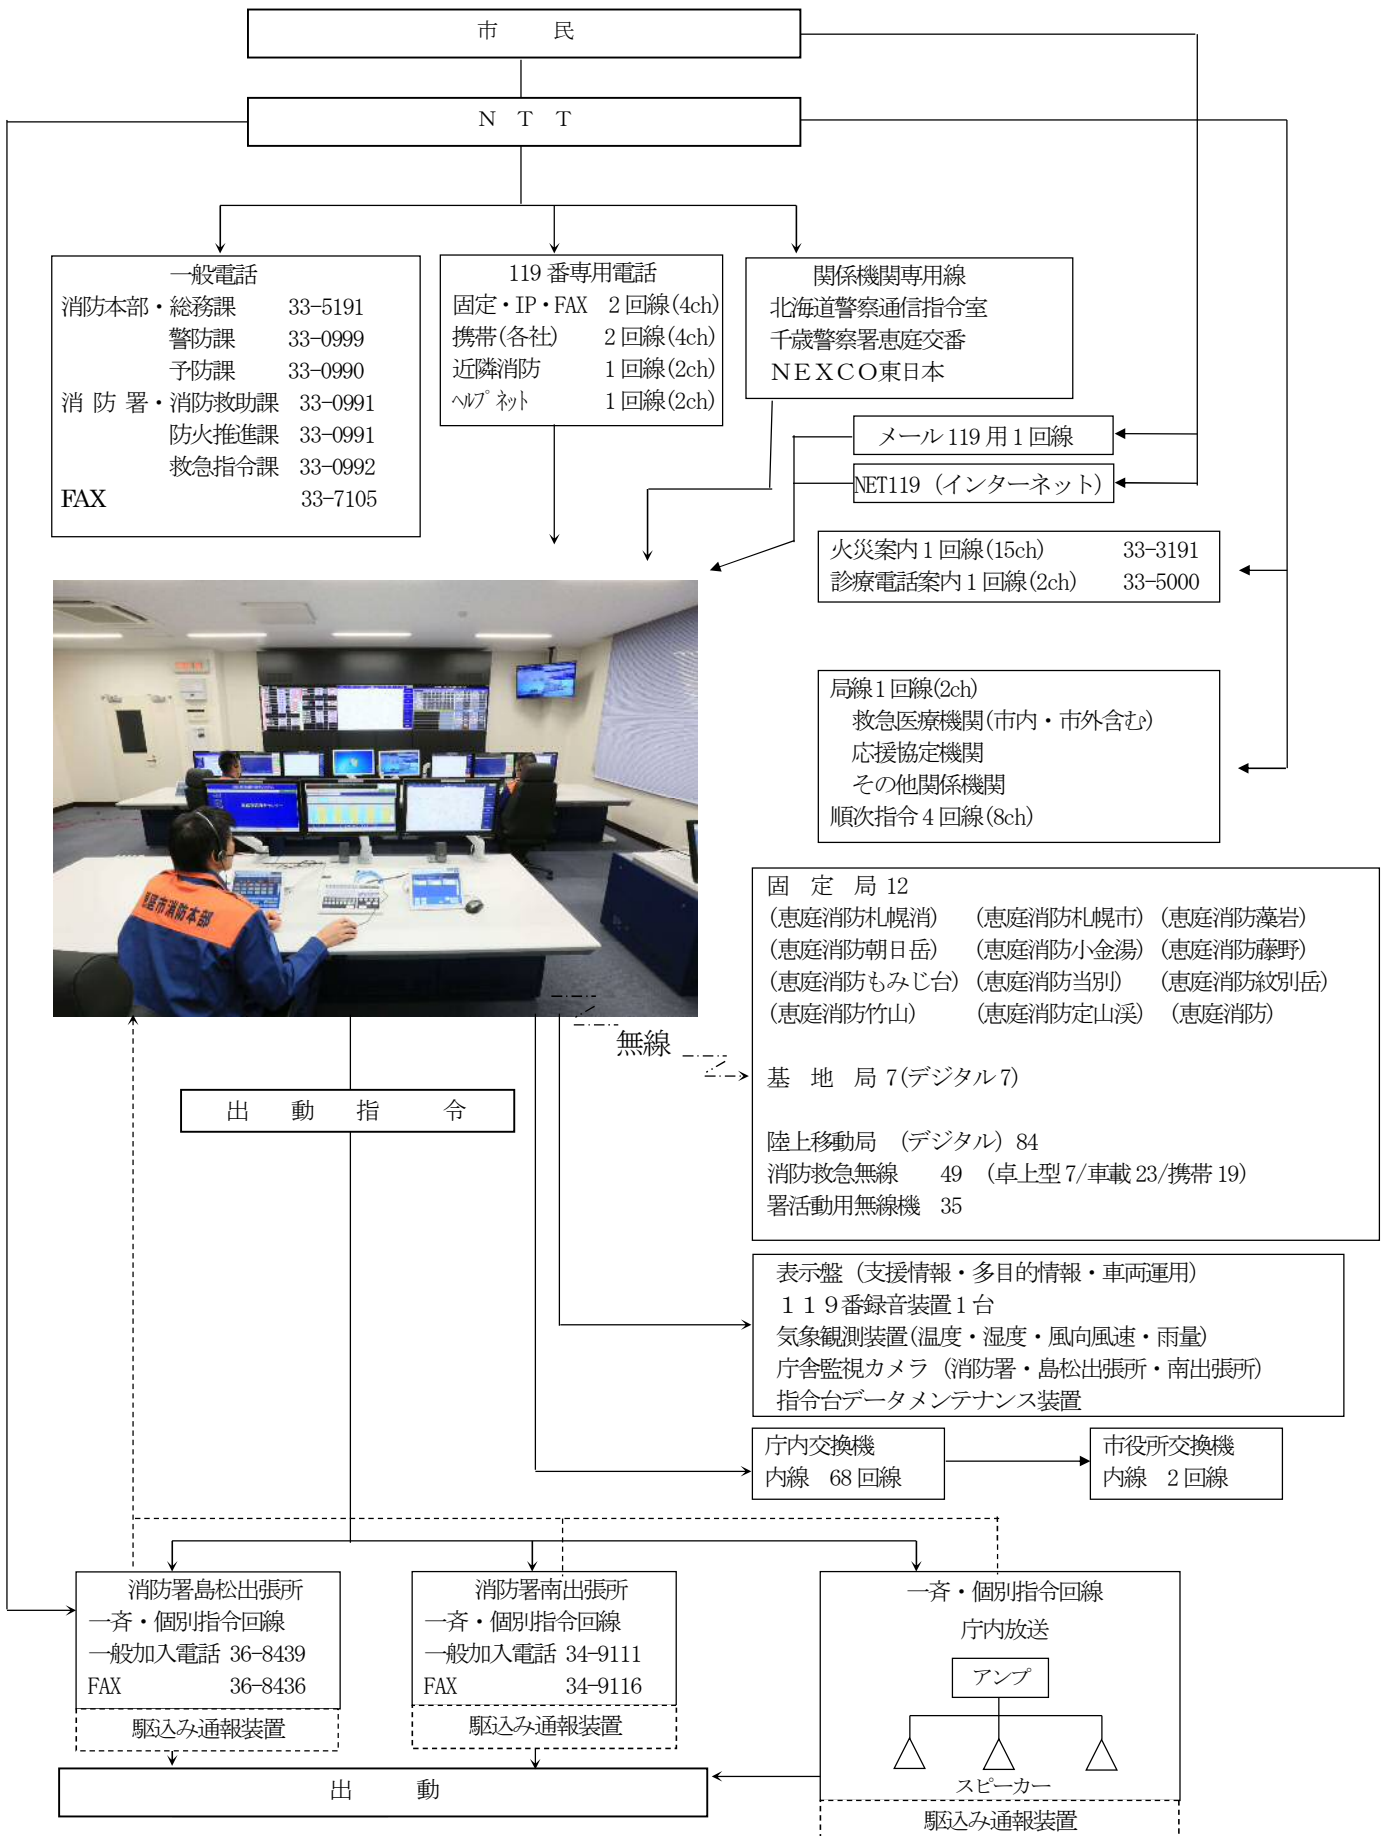 市　　　民
Ｎ　Ｔ　Ｔ
一般電話
消防本部・総務課　33-5191
警防課　33-0999
予防課　33-0990
消 防 署・消防救助課　33-0991
防火推進課　33-0991
救急指令課　33-0992
FAX　33-7105
119 番専用電話
固定・IP・FAX　2 回線(4ch)
携帯(各社)　2 回線(4ch)
近隣消防　1 回線(2ch)
ﾍﾙﾌﾟﾈｯﾄ　1 回線(2ch)
関係機関専用線
北海道警察通信指令室
千歳警察署恵庭交番
ＮＥＸＣＯ東日本
メール 119 用 1 回線
NET119（インターネット）
火災案内 1 回線(15ch)　33-3191
診療電話案内 1 回線(2ch)　33-5000
局線 1 回線(2ch)
救急医療機関(市内・市外含む)
応援協定機関
その他関係機関
順次指令 4 回線(8ch)
恵庭市消防本部
無線
固　定　局 12
(恵庭消防札幌消)　(恵庭消防札幌市)　(恵庭消防藻岩)
(恵庭消防朝日岳)　(恵庭消防小金湯)　(恵庭消防藤野)
(恵庭消防もみじ台)　(恵庭消防当別)　(恵庭消防紋別岳)
(恵庭消防竹山)　(恵庭消防定山渓)　(恵庭消防)
基　地　局 7(デジタル 7)
陸上移動局　(デジタル) 84
消防救急無線　49　(卓上型 7/車載 23/携帯 19)
署活動用無線機　35
出　動　指　令
表示盤（支援情報・多目的情報・車両運用）
１１９番録音装置 1 台
気象観測装置(温度・湿度・風向風速・雨量)
庁舎監視カメラ（消防署・島松出張所・南出張所）
指令台データメンテナンス装置
庁内交換機
内線　68 回線
市役所交換機
内線　2 回線
消防署島松出張所
一斉・個別指令回線
一般加入電話 36-8439
FAX　36-8436
駆込み通報装置
消防署南出張所
一斉・個別指令回線
一般加入電話 34-9111
FAX　34-9116
駆込み通報装置
一斉・個別指令回線
庁内放送
アンプ
スピーカー
駆込み通報装置
出　　　動